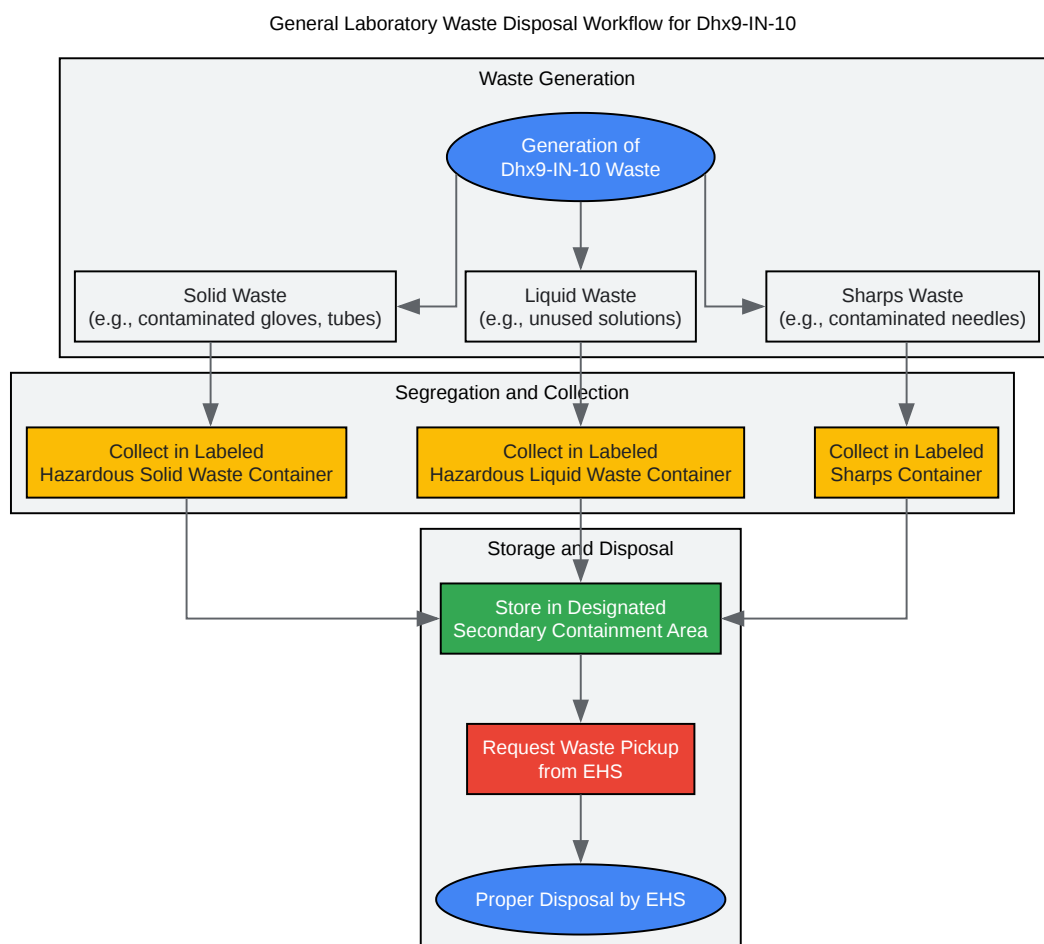 General Laboratory Waste Disposal Workflow for Dhx9-IN-10
Waste Generation
Generation of
Dhx9-IN-10 Waste
Solid Waste
(e.g., contaminated gloves, tubes)
Liquid Waste
(e.g., unused solutions)
Sharps Waste
(e.g., contaminated needles)
Segregation and Collection
Collect in Labeled
Hazardous Solid Waste Container
Collect in Labeled
Hazardous Liquid Waste Container
Collect in Labeled
Sharps Container
Storage and Disposal
Store in Designated
Secondary Containment Area
Request Waste Pickup
from EHS
Proper Disposal by EHS